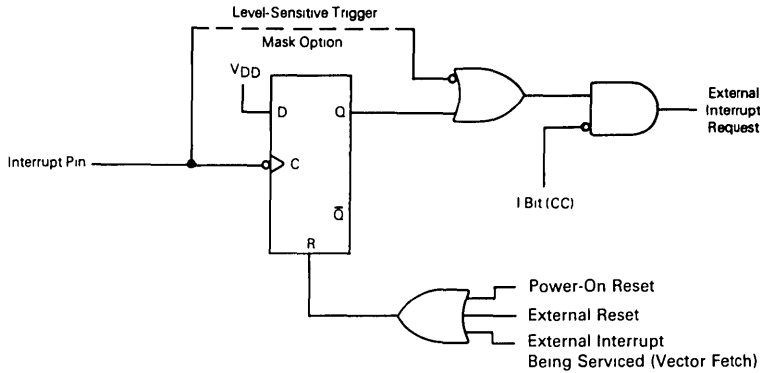 Level-Sensitive Trigger
Mask Option
VDD
D
Q
External
Interrupt
Request
Interrupt Pin
C
I Bit (CC)
Q̅
R
Power-On Reset
External Reset
External Interrupt
Being Serviced (Vector Fetch)